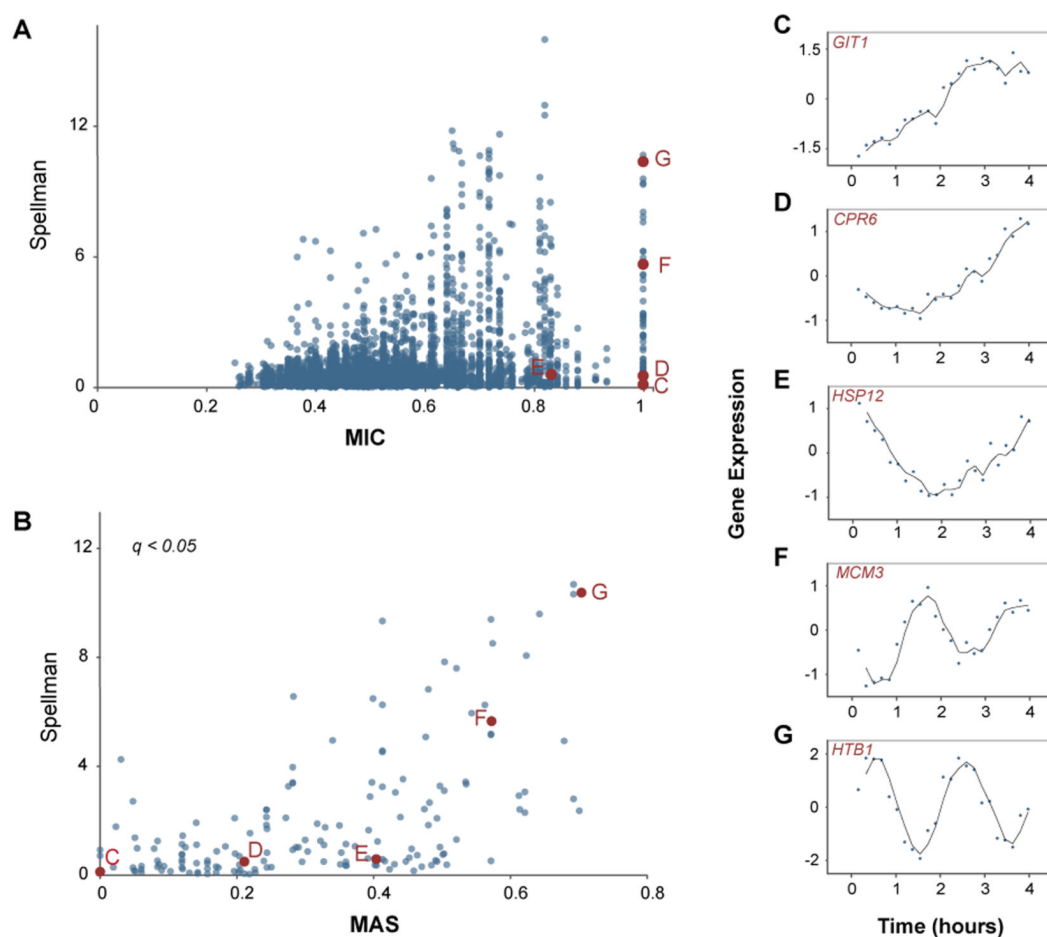 A
Spellman
12
6
0
0
0.2
0.4
0.6
0.8
1
MIC
G
F
E
D
C
B
q < 0.05
Spellman
12
8
4
0
0
0.2
0.4
0.6
0.8
MAS
C
D
E
F
G
Gene Expression
C
GIT1
1.5
0
-1.5
0 1 2 3 4
D
CPR6
1
0
-1
0 1 2 3 4
E
HSP12
1
0
-1
0 1 2 3 4
F
MCM3
1
0
-1
0 1 2 3 4
G
HTB1
2
0
-2
0 1 2 3 4
Time (hours)